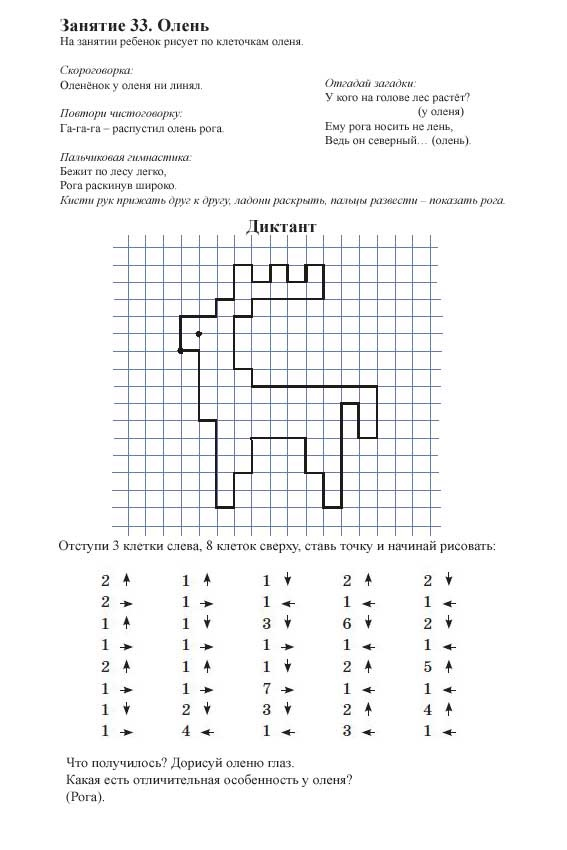 Занятие 33. Олень
На занятии ребенок рисует по клеточкам оленя.
Скороговорка:
Оленёнок у оленя ни линял.
Повтори чистоговорку:
Га-га-га – распустил олень рога.
Отгадай загадки:
У кого на голове лес растёт?
(у оленя)
Ему рога носить не лень,
Ведь он северный… (олень).
Пальчиковая гимнастика:
Бежит по лесу легко,
Рога раскинув широко.
Кисти рук прижать друг к другу, ладони раскрыть, пальцы развести – показать рога.
Диктант
Отступи 3 клетки слева, 8 клеток сверху, ставь точку и начинай рисовать:
2 ↑ 1 ↑ 1 ↓ 2 ↑ 2 ↓
2 → 1 → 1 ← 1 ← 1 ←
1 ↑ 1 ↓ 3 ↓ 6 ↓ 2 ↓
1 → 1 → 1 → 1 ← 1 ←
2 ↑ 1 ↑ 1 ↓ 2 ↑ 5 ↑
1 → 1 → 7 → 1 ← 1 ←
1 ↓ 2 ↓ 3 ↓ 2 ↑ 4 ↑
1 → 4 ← 1 ← 3 ← 1 ←
Что получилось? Дорисуй оленю глаз.
Какая есть отличительная особенность у оленя?
(Рога).